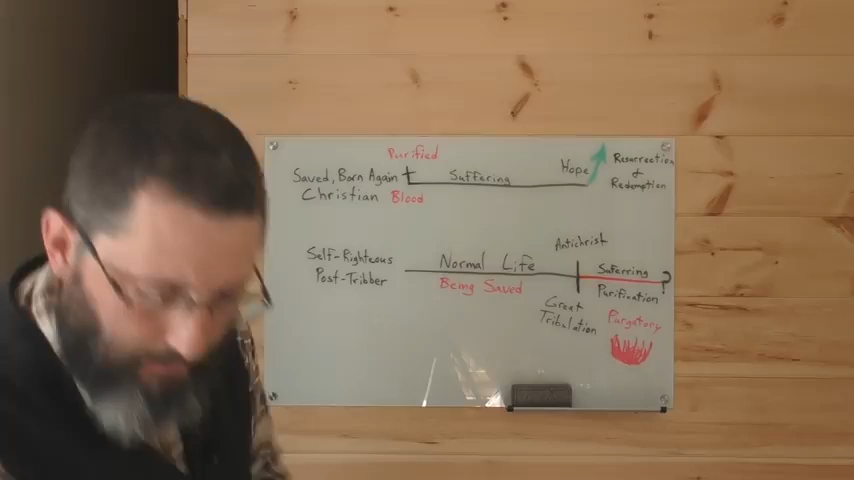 Purified
Saved, Born Again Suffering Hope Resurrection
Christian Blood & Redemption
Antichrist
Self-Righteous Normal Life Suferring ?
Post-Tribber Being Saved Purification
Great Tribulation Purgatory